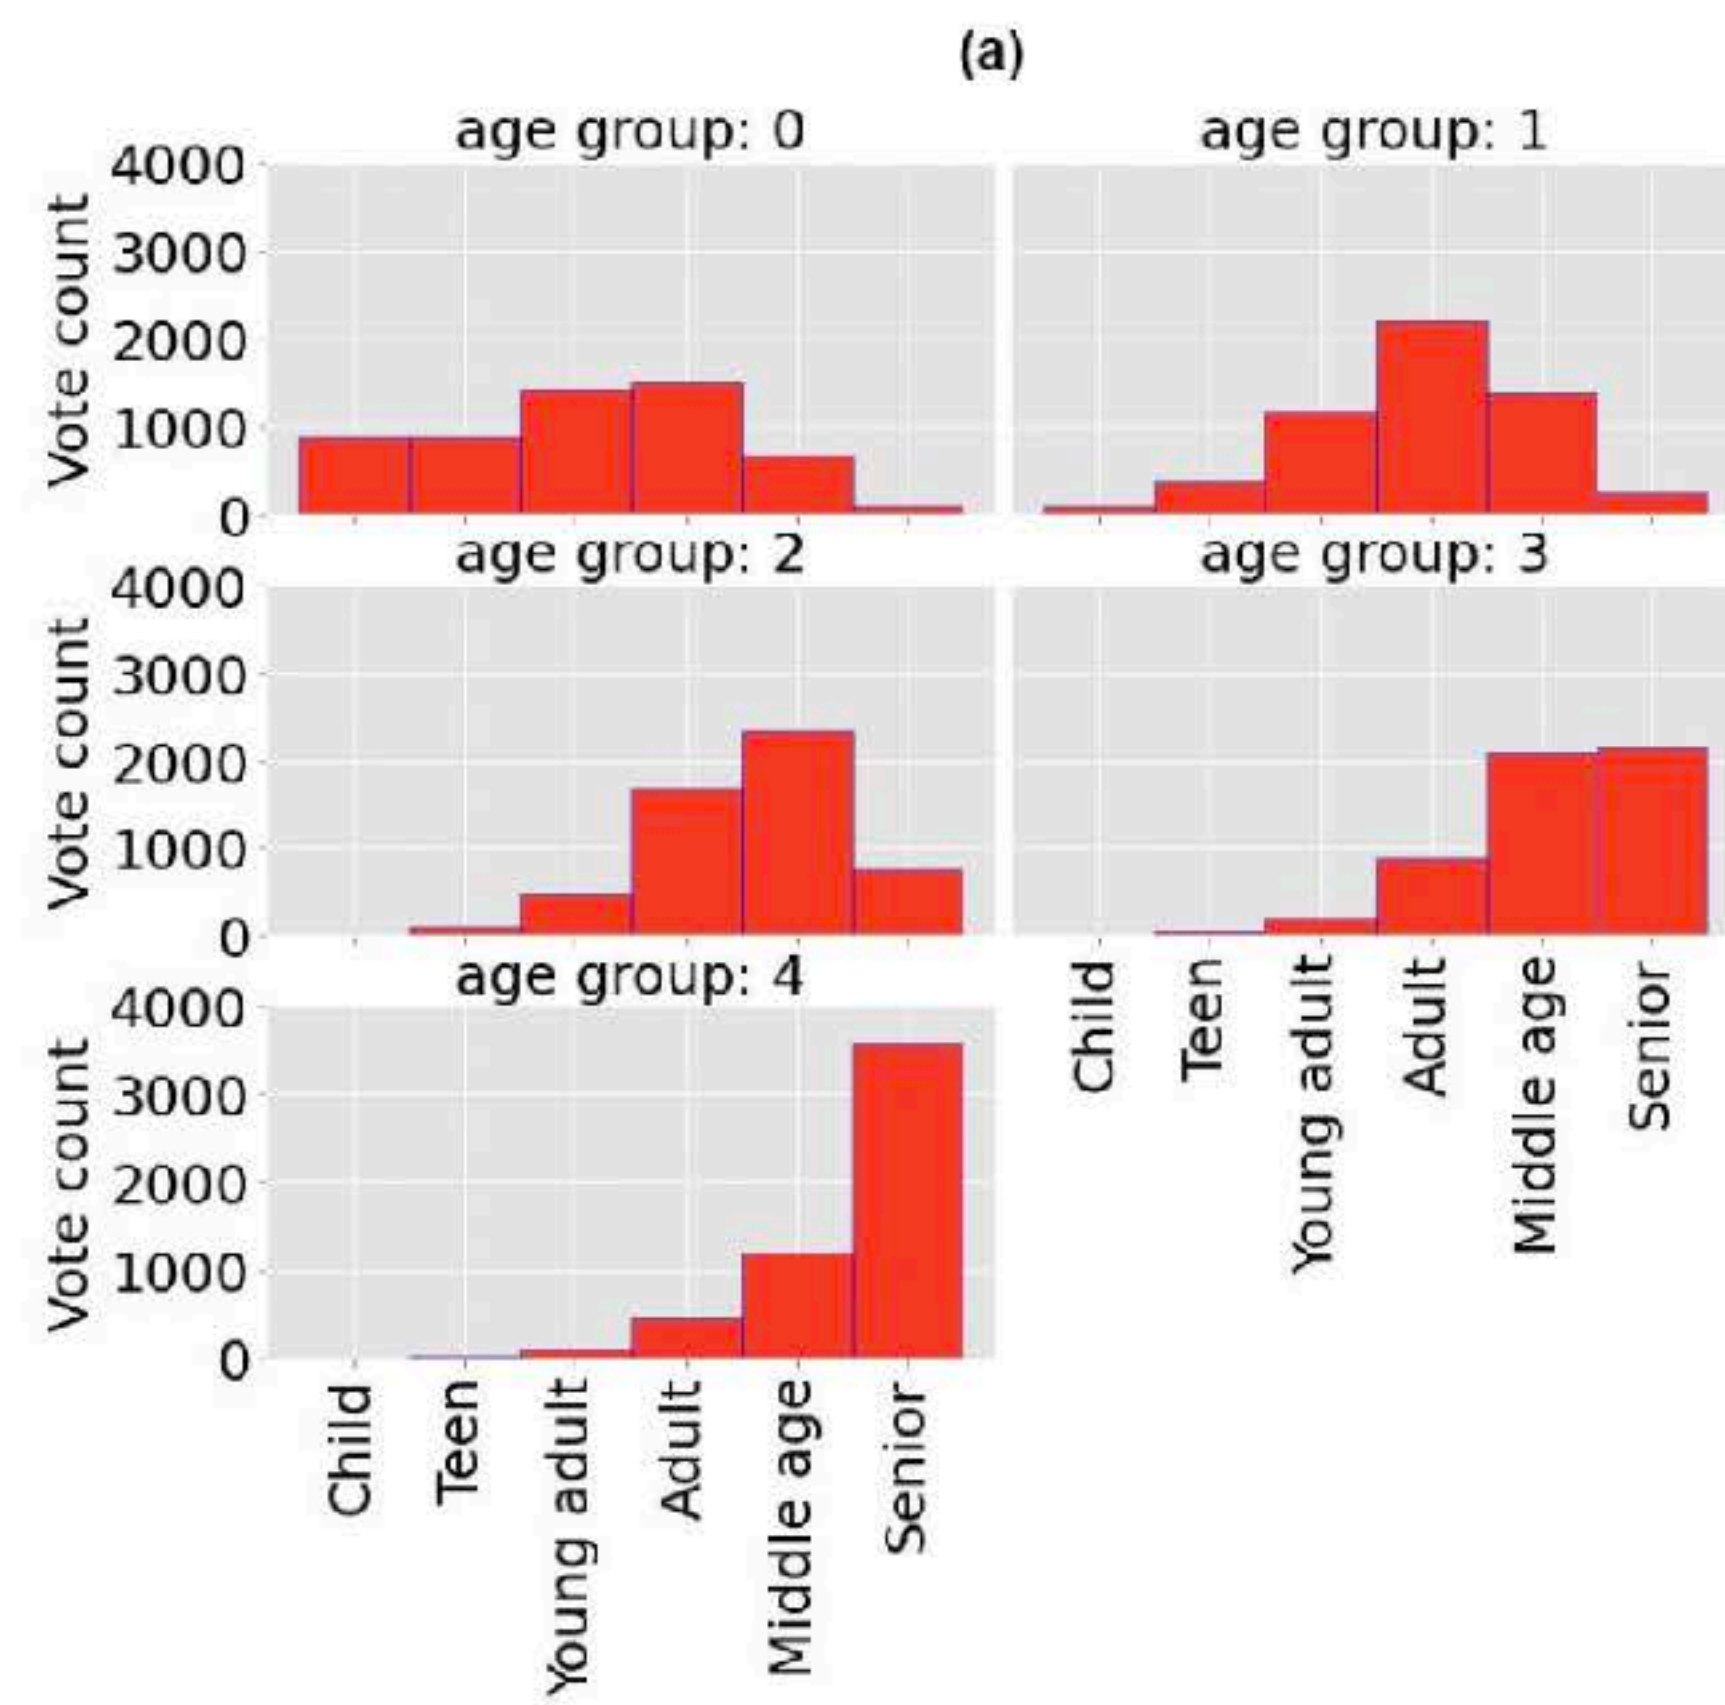 (a)
age group: 0
age group: 1
4000
3000
2000
1000
0
Vote count
age group: 2
age group: 3
4000
3000
2000
1000
0
Vote count
Child
Teen
Young adult
Adult
Middle age
Senior
age group: 4
4000
3000
2000
1000
0
Vote count
Child
Teen
Young adult
Adult
Middle age
Senior